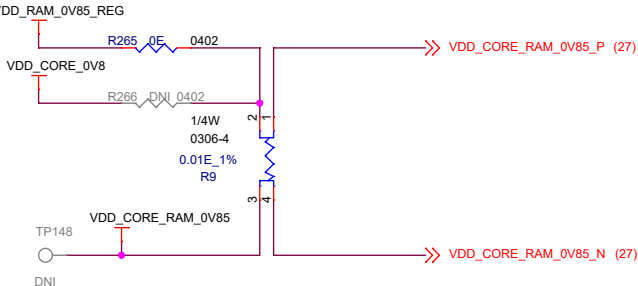 VDD_RAM_0V85_REG
R265 0E 0402
VDD_CORE_RAM_0V85_P (27)
VDD_CORE_0V8
R266 DNI 0402
2 1
1/4W
0306-4
0.01E_1%
R9
3 4
VDD_CORE_RAM_0V85
TP148
VDD_CORE_RAM_0V85_N (27)
DNI